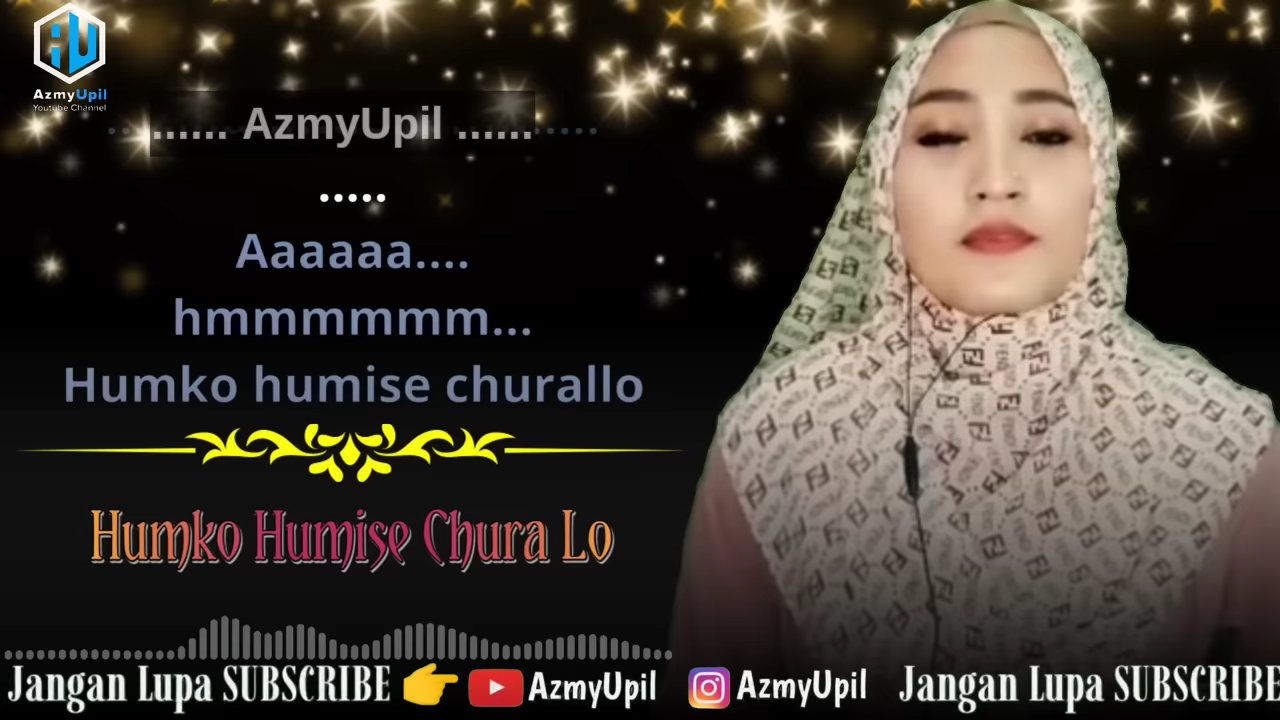 AzmyUpil
Youtube Channel
...... AzmyUpil ......
.....
Aaaaaa....
hmmmmmm...
Humko humise churallo
Humko Humise Chura Lo
Jangan Lupa SUBSCRIBE AzmyUpil AzmyUpil Jangan Lupa SUBSCRIBE